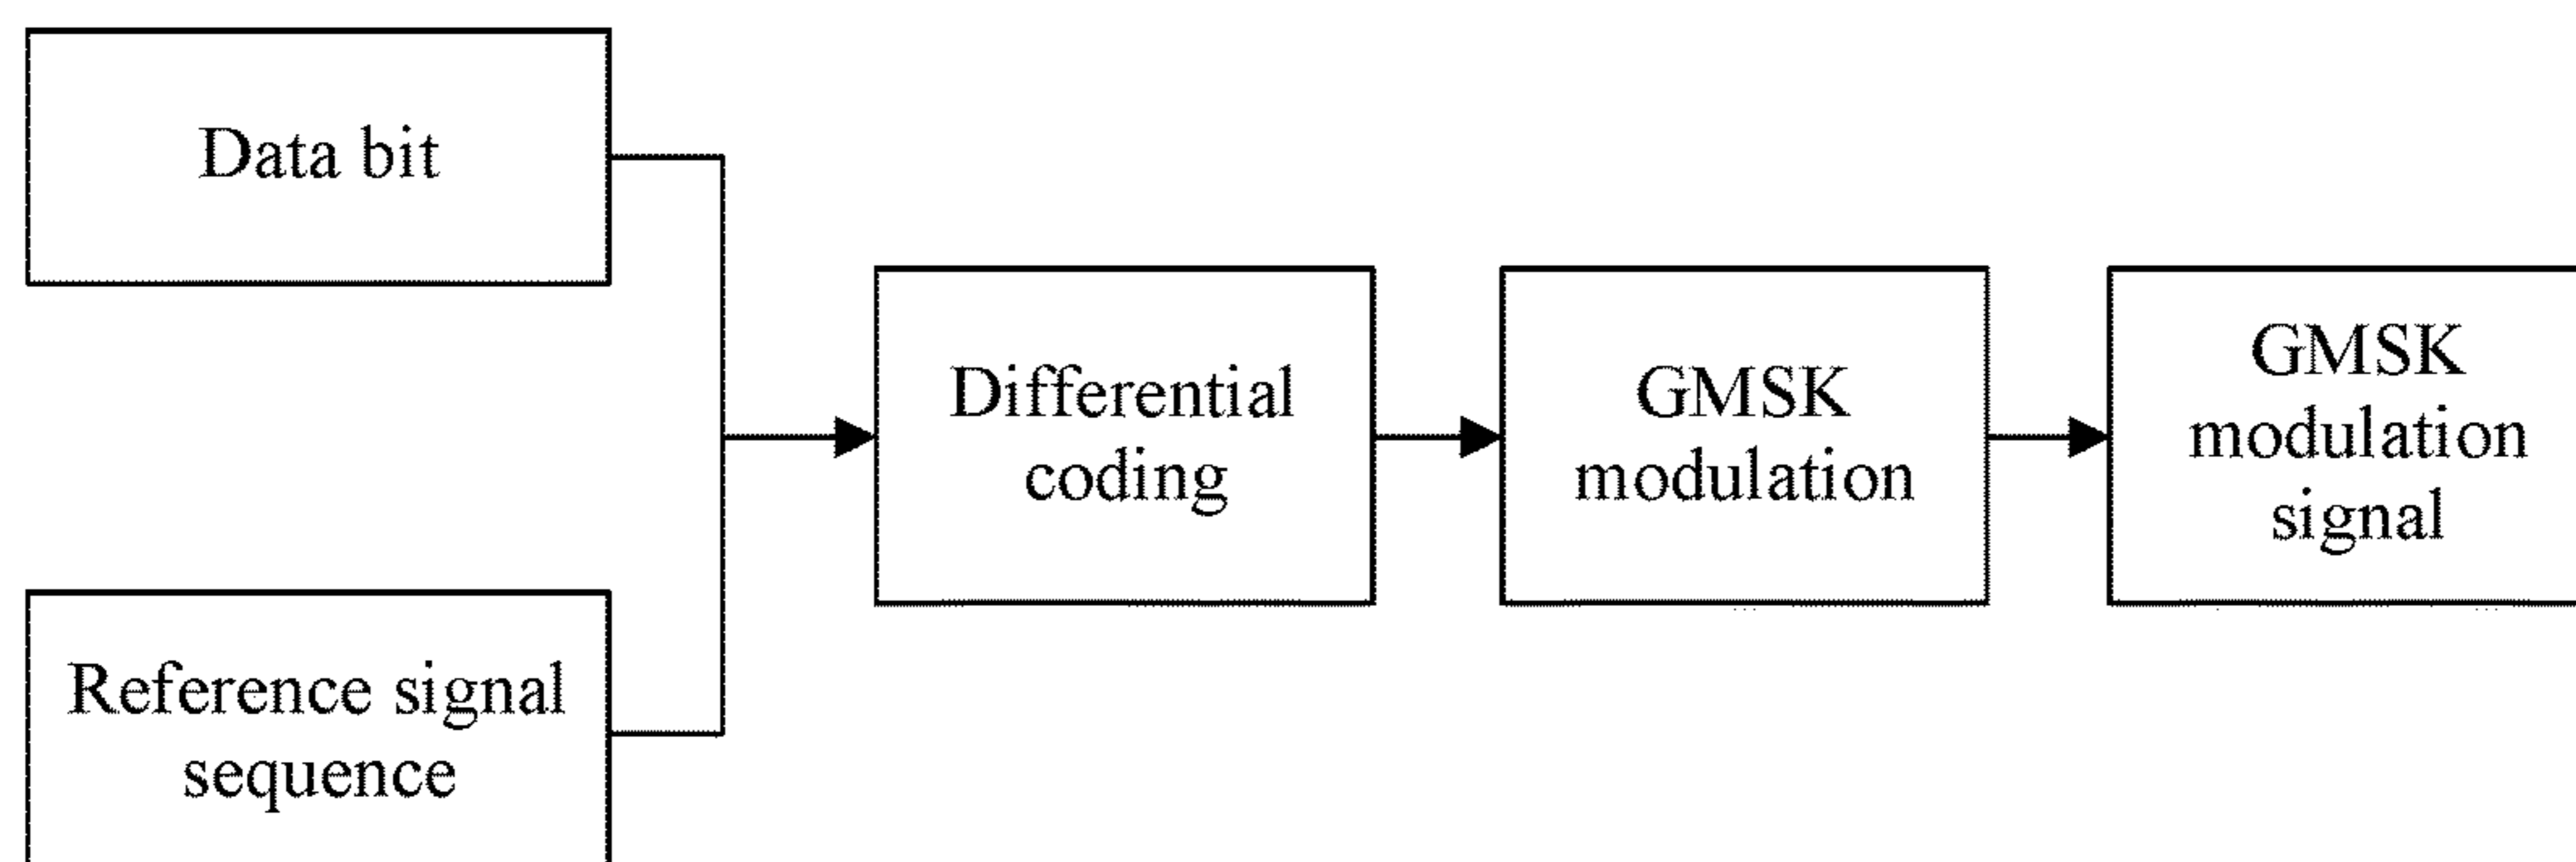 Data bit
Reference signal
sequence
Differential
coding
GMSK
modulation
GMSK
modulation
signal